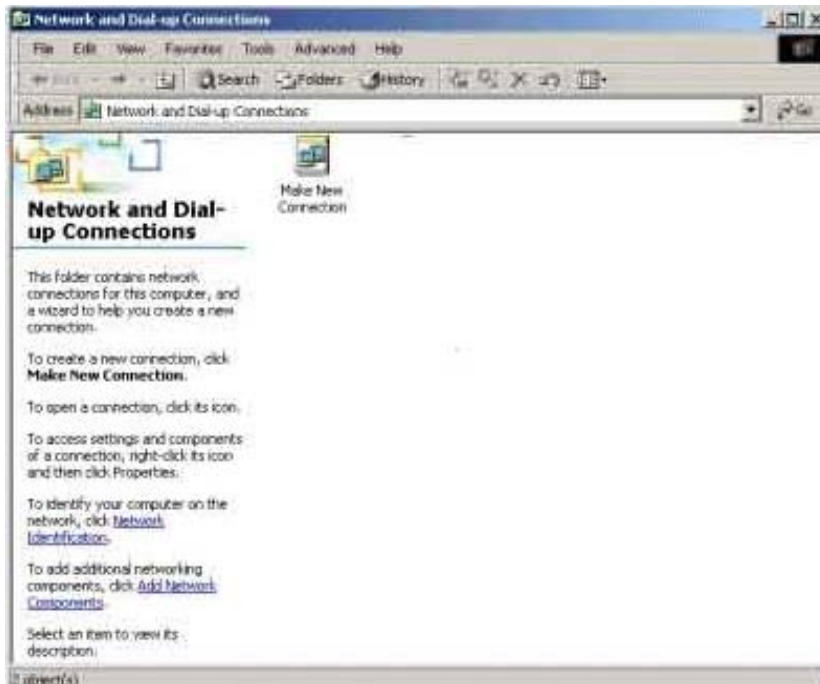 Network and Dial-up Connections
File Edit View Favorites Tools Advanced Help
Search Folders History
Address Network and Dial-up Connections Go
Make New
Connection
Network and Dial-
up Connections
This folder contains network
connections for this computer, and
a wizard to help you create a new
connection.
To create a new connection, click
Make New Connection.
To open a connection, click its icon.
To access settings and components
of a connection, right-click its icon
and then click Properties.
To identify your computer on the
network, click Network
Identification.
To add additional networking
components, click Add Network
Components.
Select an item to view its
description.
object(s)